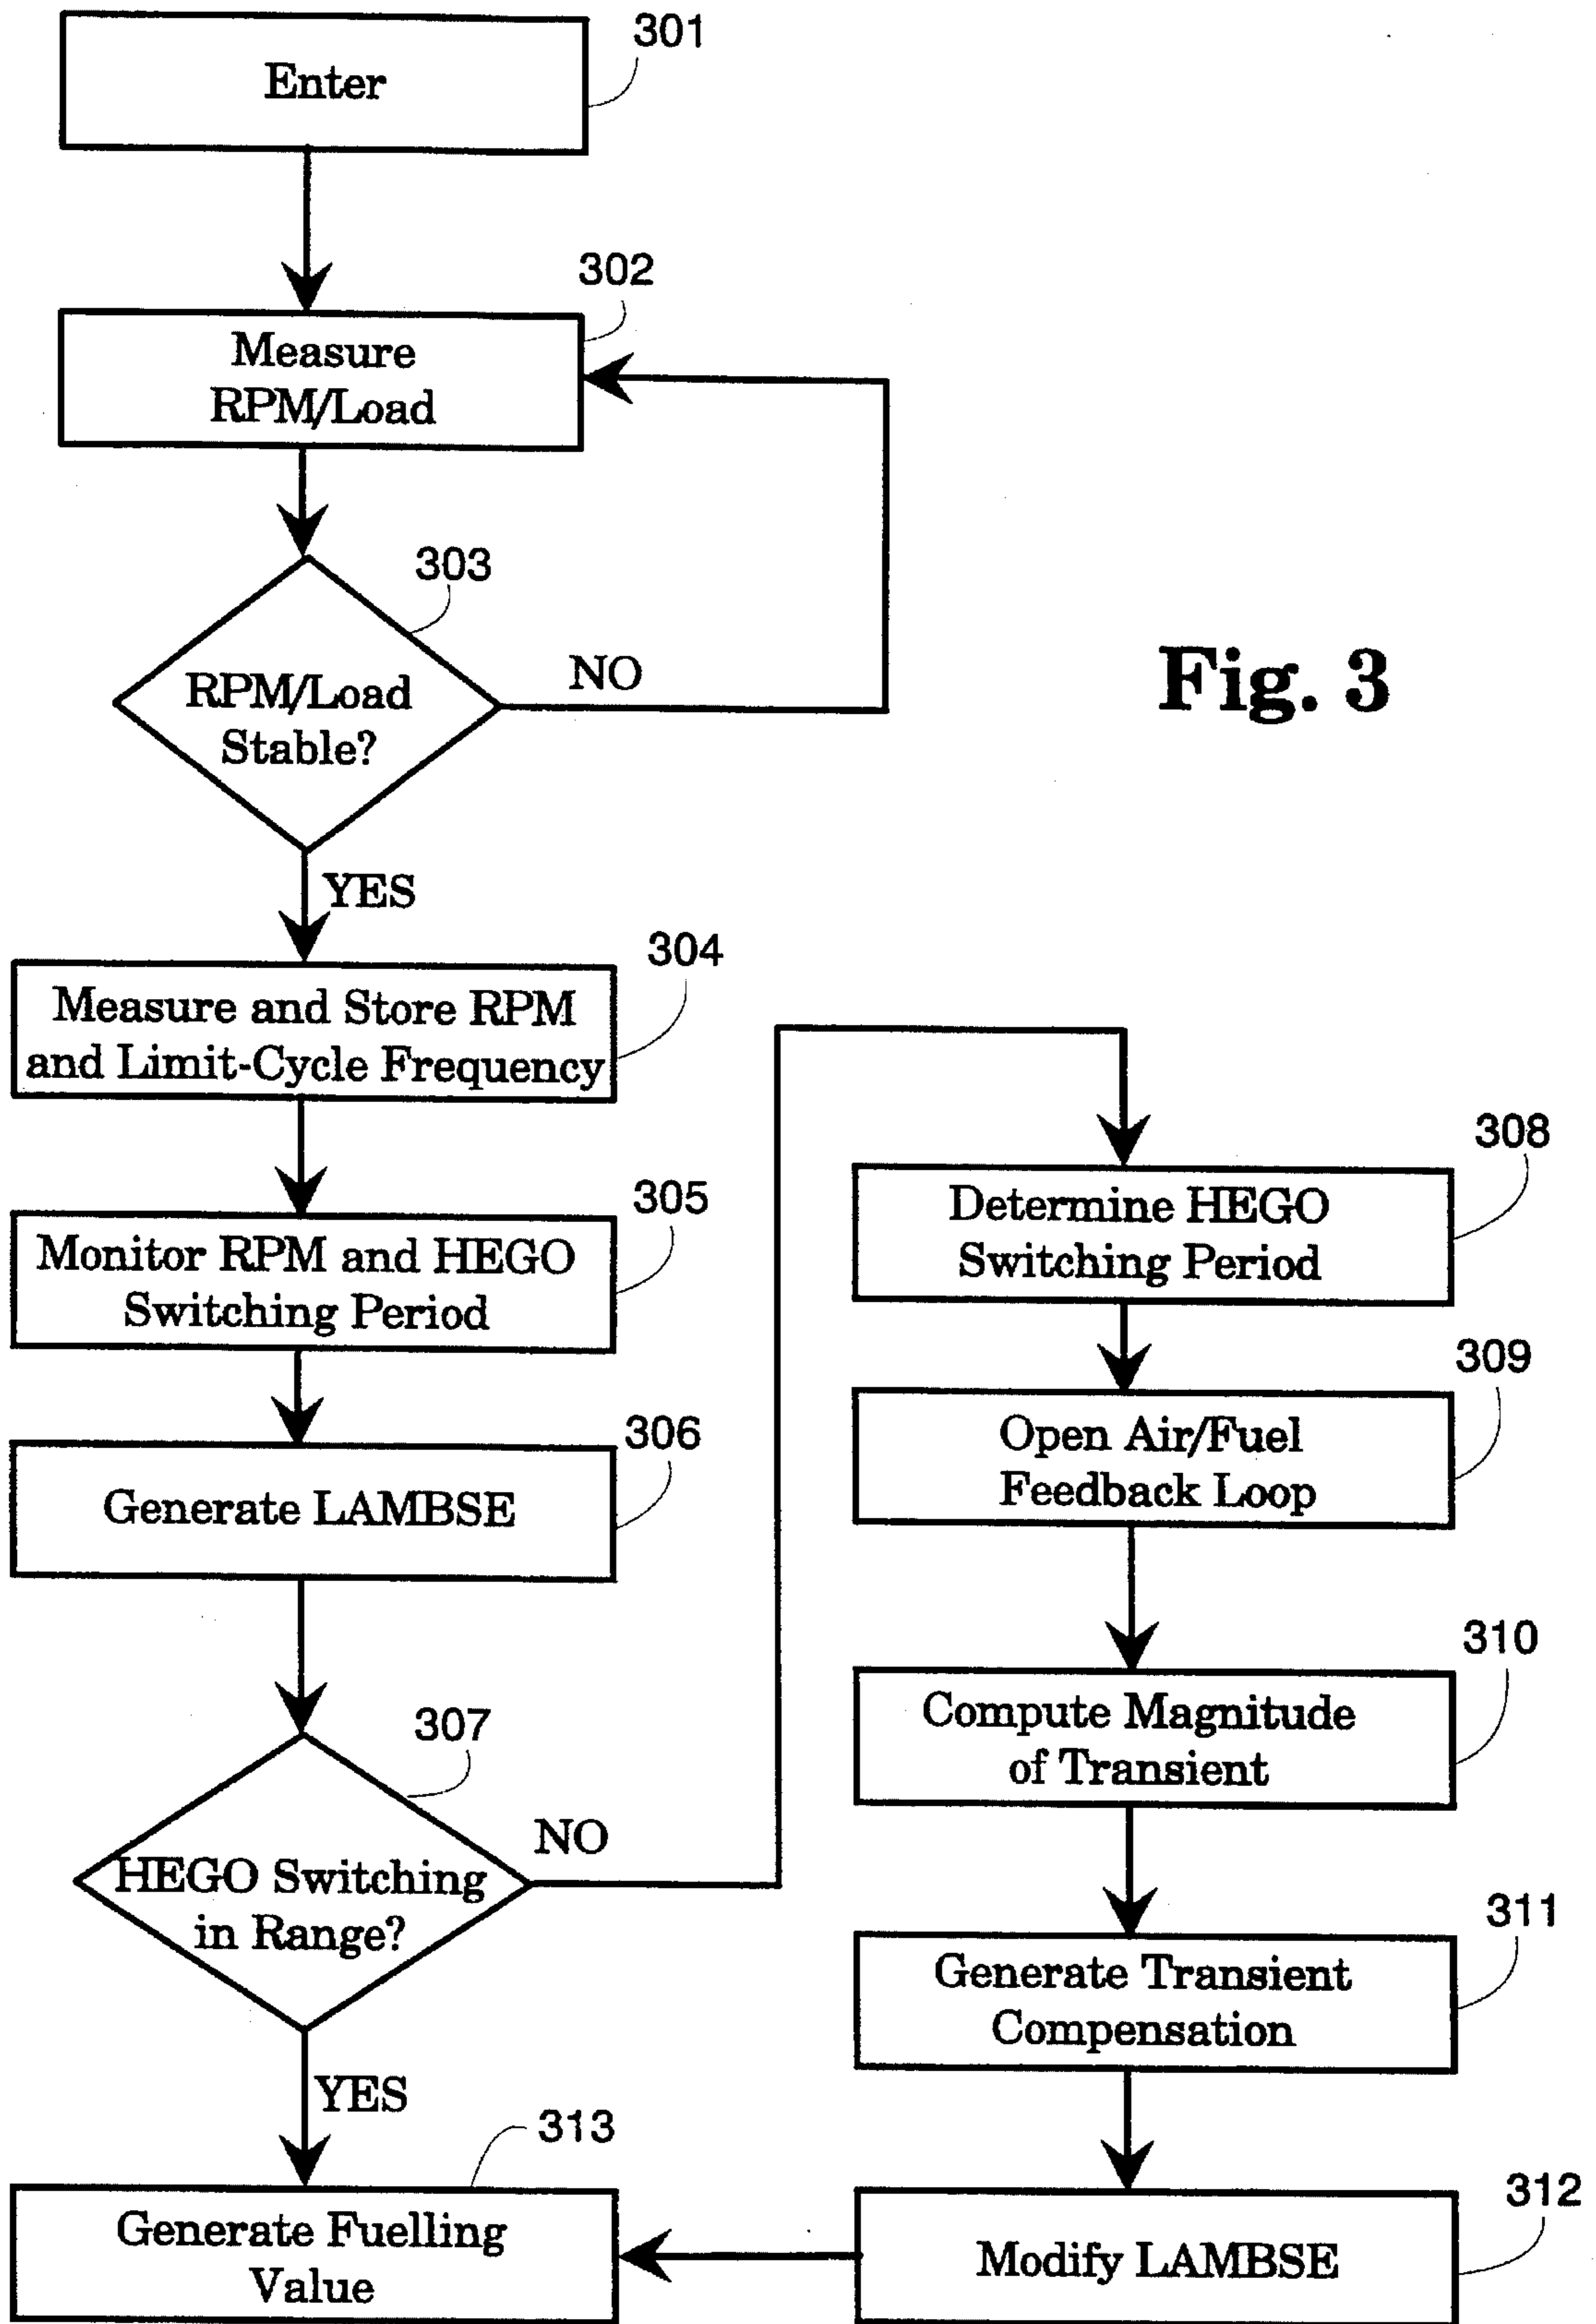 301
Enter
302
Measure
RPM/Load
303
RPM/Load
Stable?
NO
Fig. 3
YES
304
Measure and Store RPM
and Limit-Cycle Frequency
305
Monitor RPM and HEGO
Switching Period
306
Generate LAMBSE
307
HEGO Switching
in Range?
NO
YES
308
Determine HEGO
Switching Period
309
Open Air/Fuel
Feedback Loop
310
Compute Magnitude
of Transient
311
Generate Transient
Compensation
312
Modify LAMBSE
313
Generate Fuelling
Value